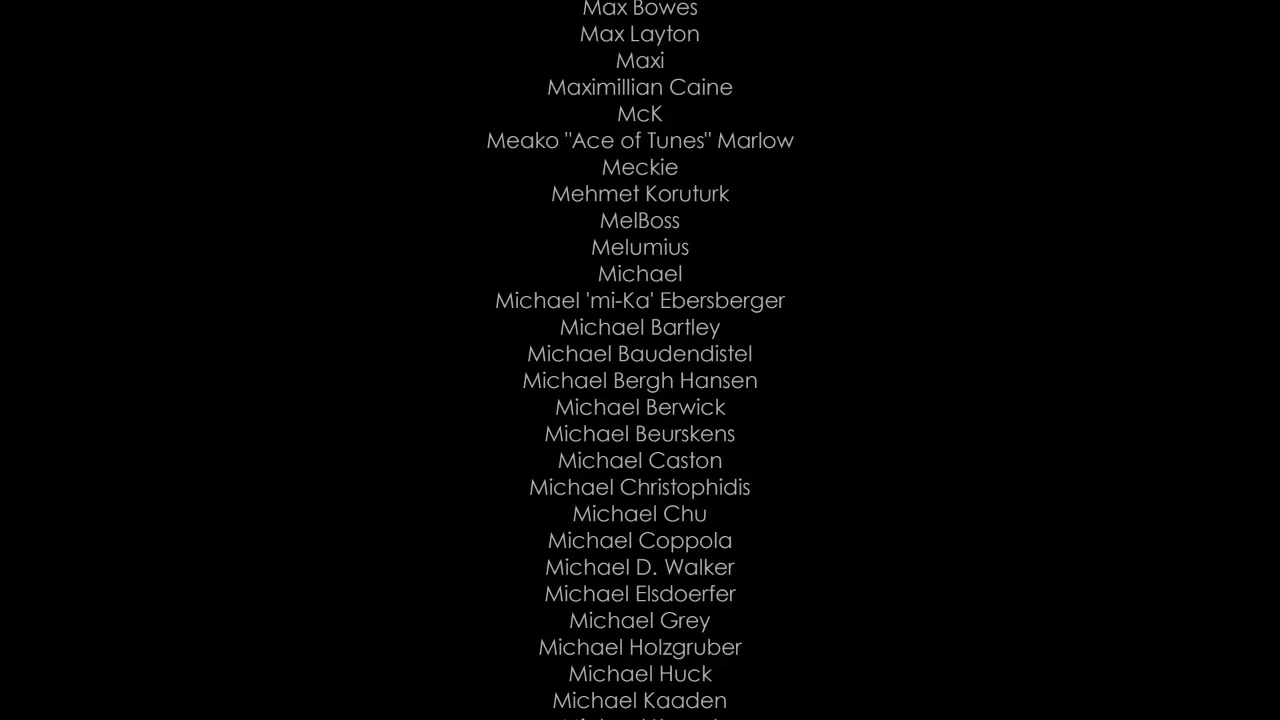 Max Bowes
Max Layton
Maxi
Maximillian Caine
McK
Meako "Ace of Tunes" Marlow
Meckie
Mehmet Koruturk
MelBoss
Melumius
Michael
Michael 'mi-Ka' Ebersberger
Michael Bartley
Michael Baudendistel
Michael Bergh Hansen
Michael Berwick
Michael Beurskens
Michael Caston
Michael Christophidis
Michael Chu
Michael Coppola
Michael D. Walker
Michael Elsdoerfer
Michael Grey
Michael Holzgruber
Michael Huck
Michael Kaaden